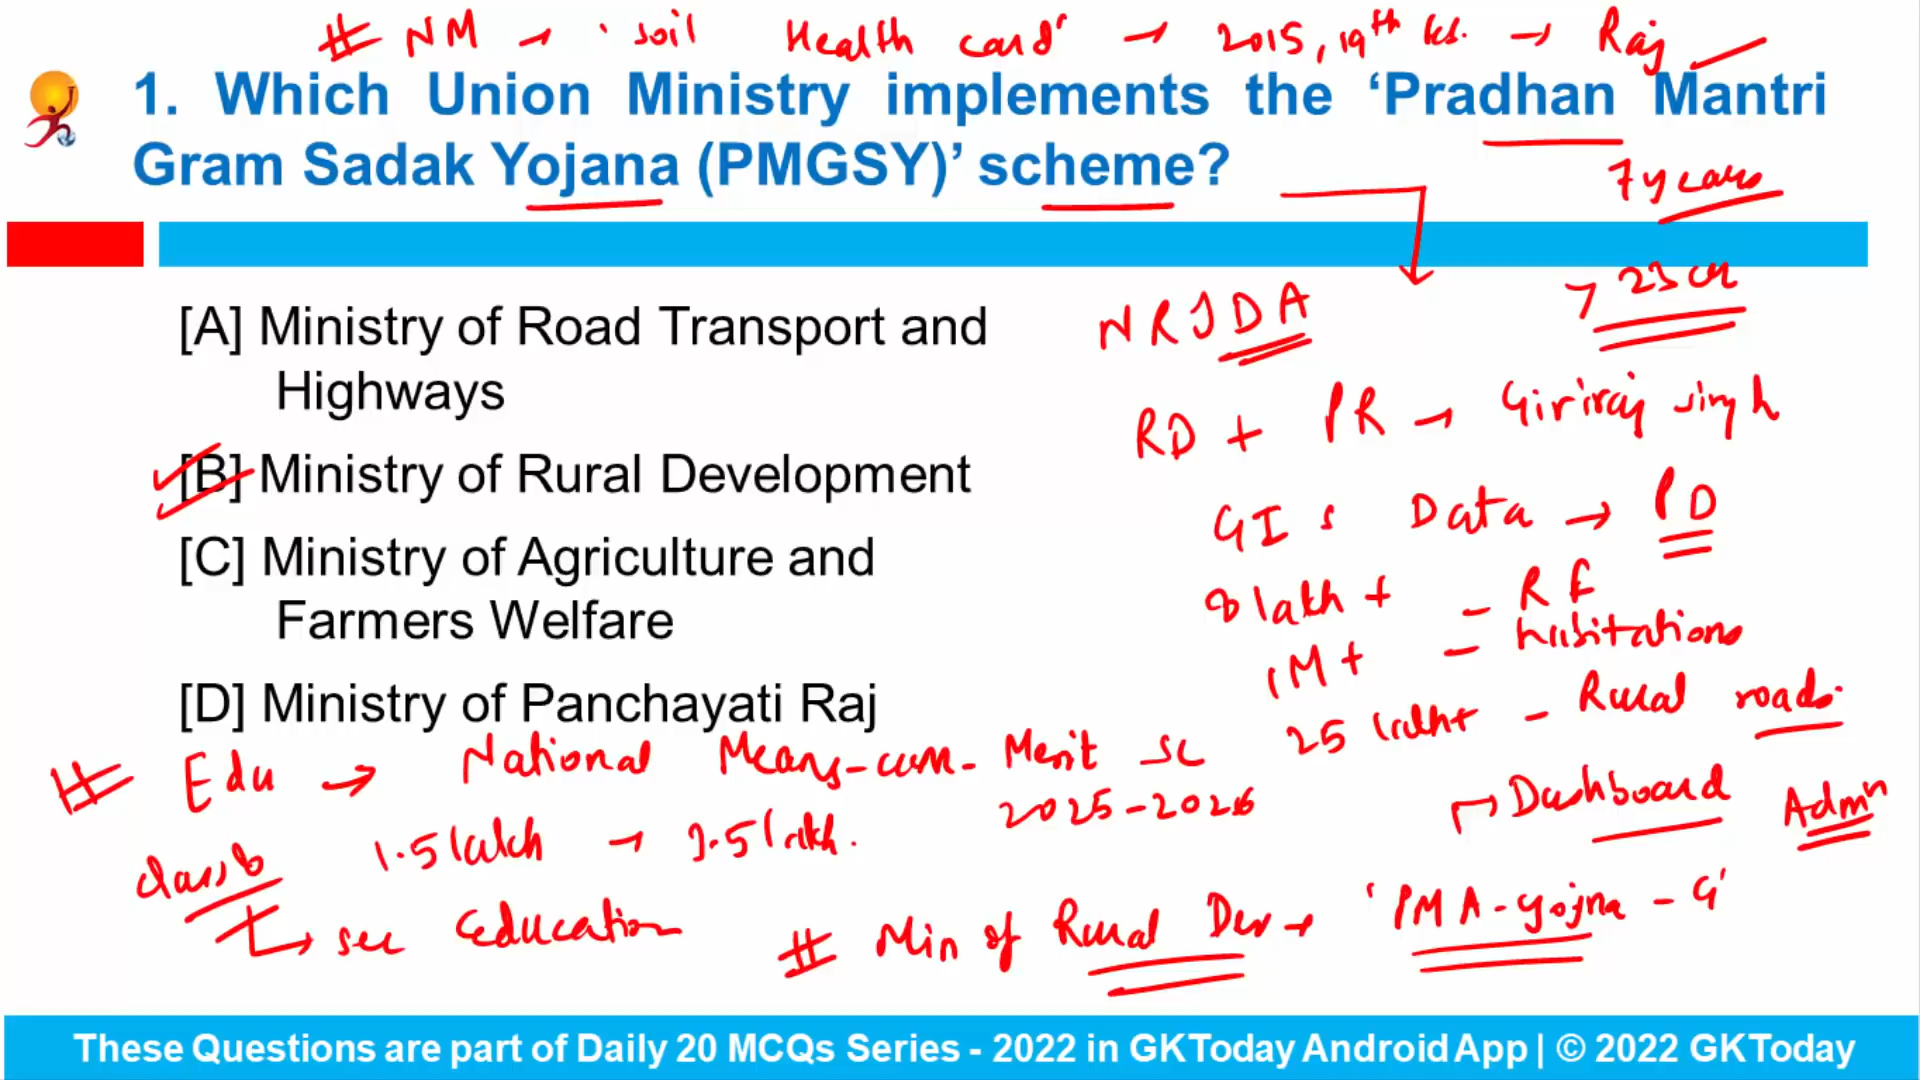 # NM → 'Soil Health card' → 2015, 19th Feb. → Raj
1. Which Union Ministry implements the ‘Pradhan Mantri
Gram Sadak Yojana (PMGSY)’ scheme?
7 years
> 23 cr
[A] Ministry of Road Transport and
Highways
NRIDA
RD + PR → Giriraj Singh
[B] Ministry of Rural Development
GIS Data → PD
[C] Ministry of Agriculture and
Farmers Welfare
8 lakh + - RF
1M + - habitations
[D] Ministry of Panchayati Raj
25 lakh+ - Rural roads.
# Edu → National Means-cum-Merit Sc
2025-2026
→ Dashboard Admn
class 8 1.5 lakh → 3.5 lakh.
↳ sec education
# Min of Rural Dev → 'PMA-yojna-G'
These Questions are part of Daily 20 MCQs Series - 2022 in GKToday Android App | © 2022 GKToday